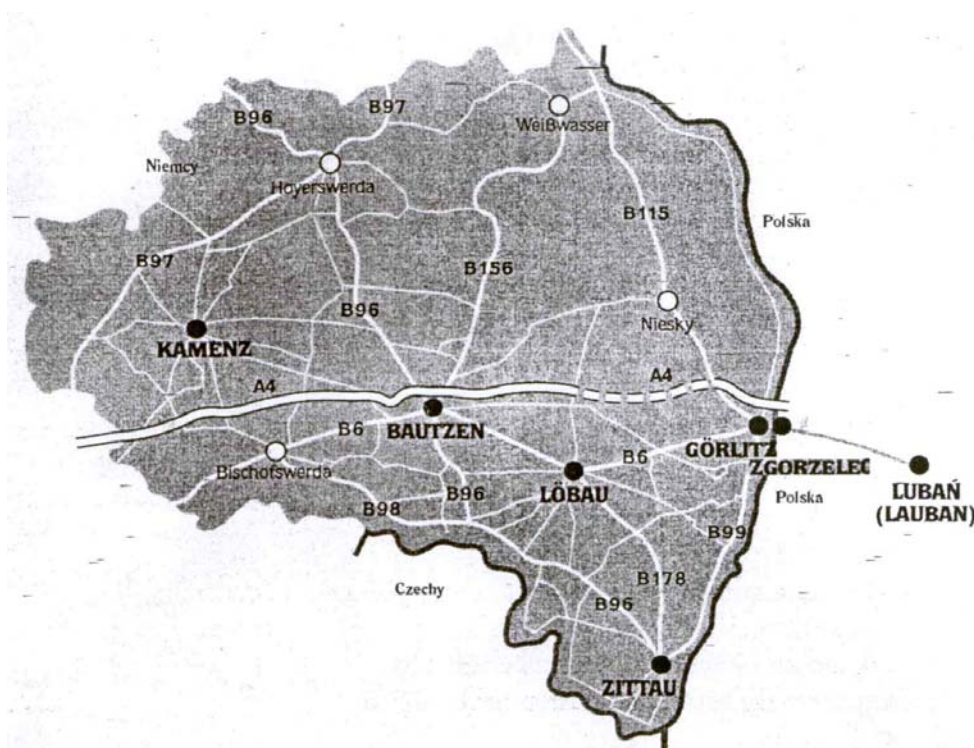 B96
B97
Weißwasser
Niemcy
Hoyerswerda
B115
Polska
B97
B156
B96
Niesky
KAMENZ
A4
A4
B6
BAUTZEN
GÖRLITZ
ZGORZELEC
B6
Bischofswerda
LÖBAU
B96
Polska
LUBAŃ
(LAUBAN)
B98
B99
Czechy
B178
B96
ZITTAU